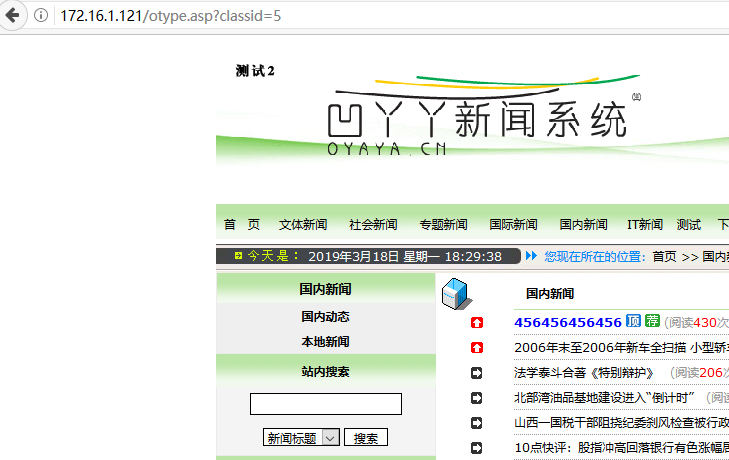 172.16.1.121/otype.asp?classid=5
测试2
凹丫丫新闻系统
OYAYA.CN
首 页 文体新闻 社会新闻 专题新闻 国际新闻 国内新闻 IT新闻 测试 下
今天是： 2019年3月18日 星期一 18:29:38 您现在所在的位置：首页 >> 国内新
国内新闻
国内动态
本地新闻
站内搜索
新闻标题 搜索
国内新闻
456456456456 顶 荐 (阅读430次
2006年末至2006年新车全扫描 小型轿车
法学泰斗合著《特别辩护》 (阅读206次
北部湾油品基地建设进入“倒计时” (阅读
山西一国税干部阻挠纪委刹风检查被行政
10点快评：股指冲高回落银行有色涨幅居